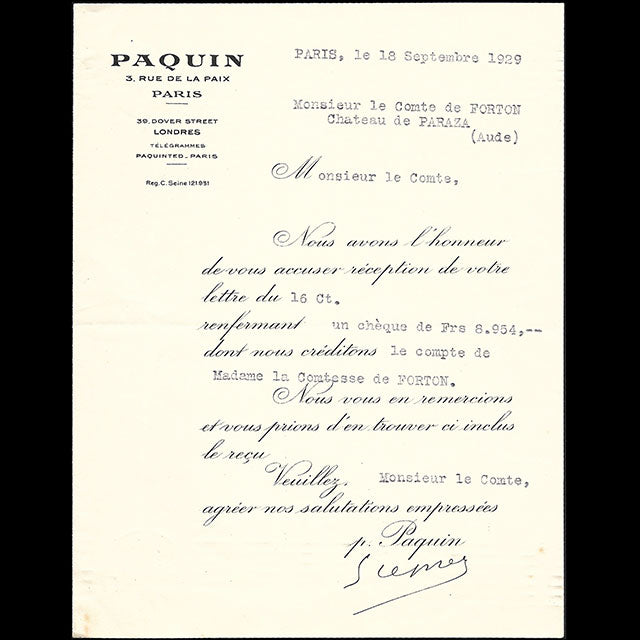 PAQUIN
3, RUE DE LA PAIX
PARIS
39, DOVER STREET
LONDRES
TÉLÉGRAMMES
PAQUINTED_PARIS
Reg. C. Seine 121.951
PARIS, le 18 Septembre 1929
Monsieur le Comte de FORTON
Chateau de PARAZA
(Aude)
Monsieur le Comte,
Nous avons l'honneur
de vous accuser réception de votre
lettre du 16 Ct.
renfermant un chèque de Frs 8.954,--
dont nous créditons le compte de
Madame la Comtesse de FORTON.
Nous vous en remercions
et vous prions d'en trouver ci inclus
le reçu
Veuillez, Monsieur le Comte,
agréer nos salutations empressées
p. Paquin